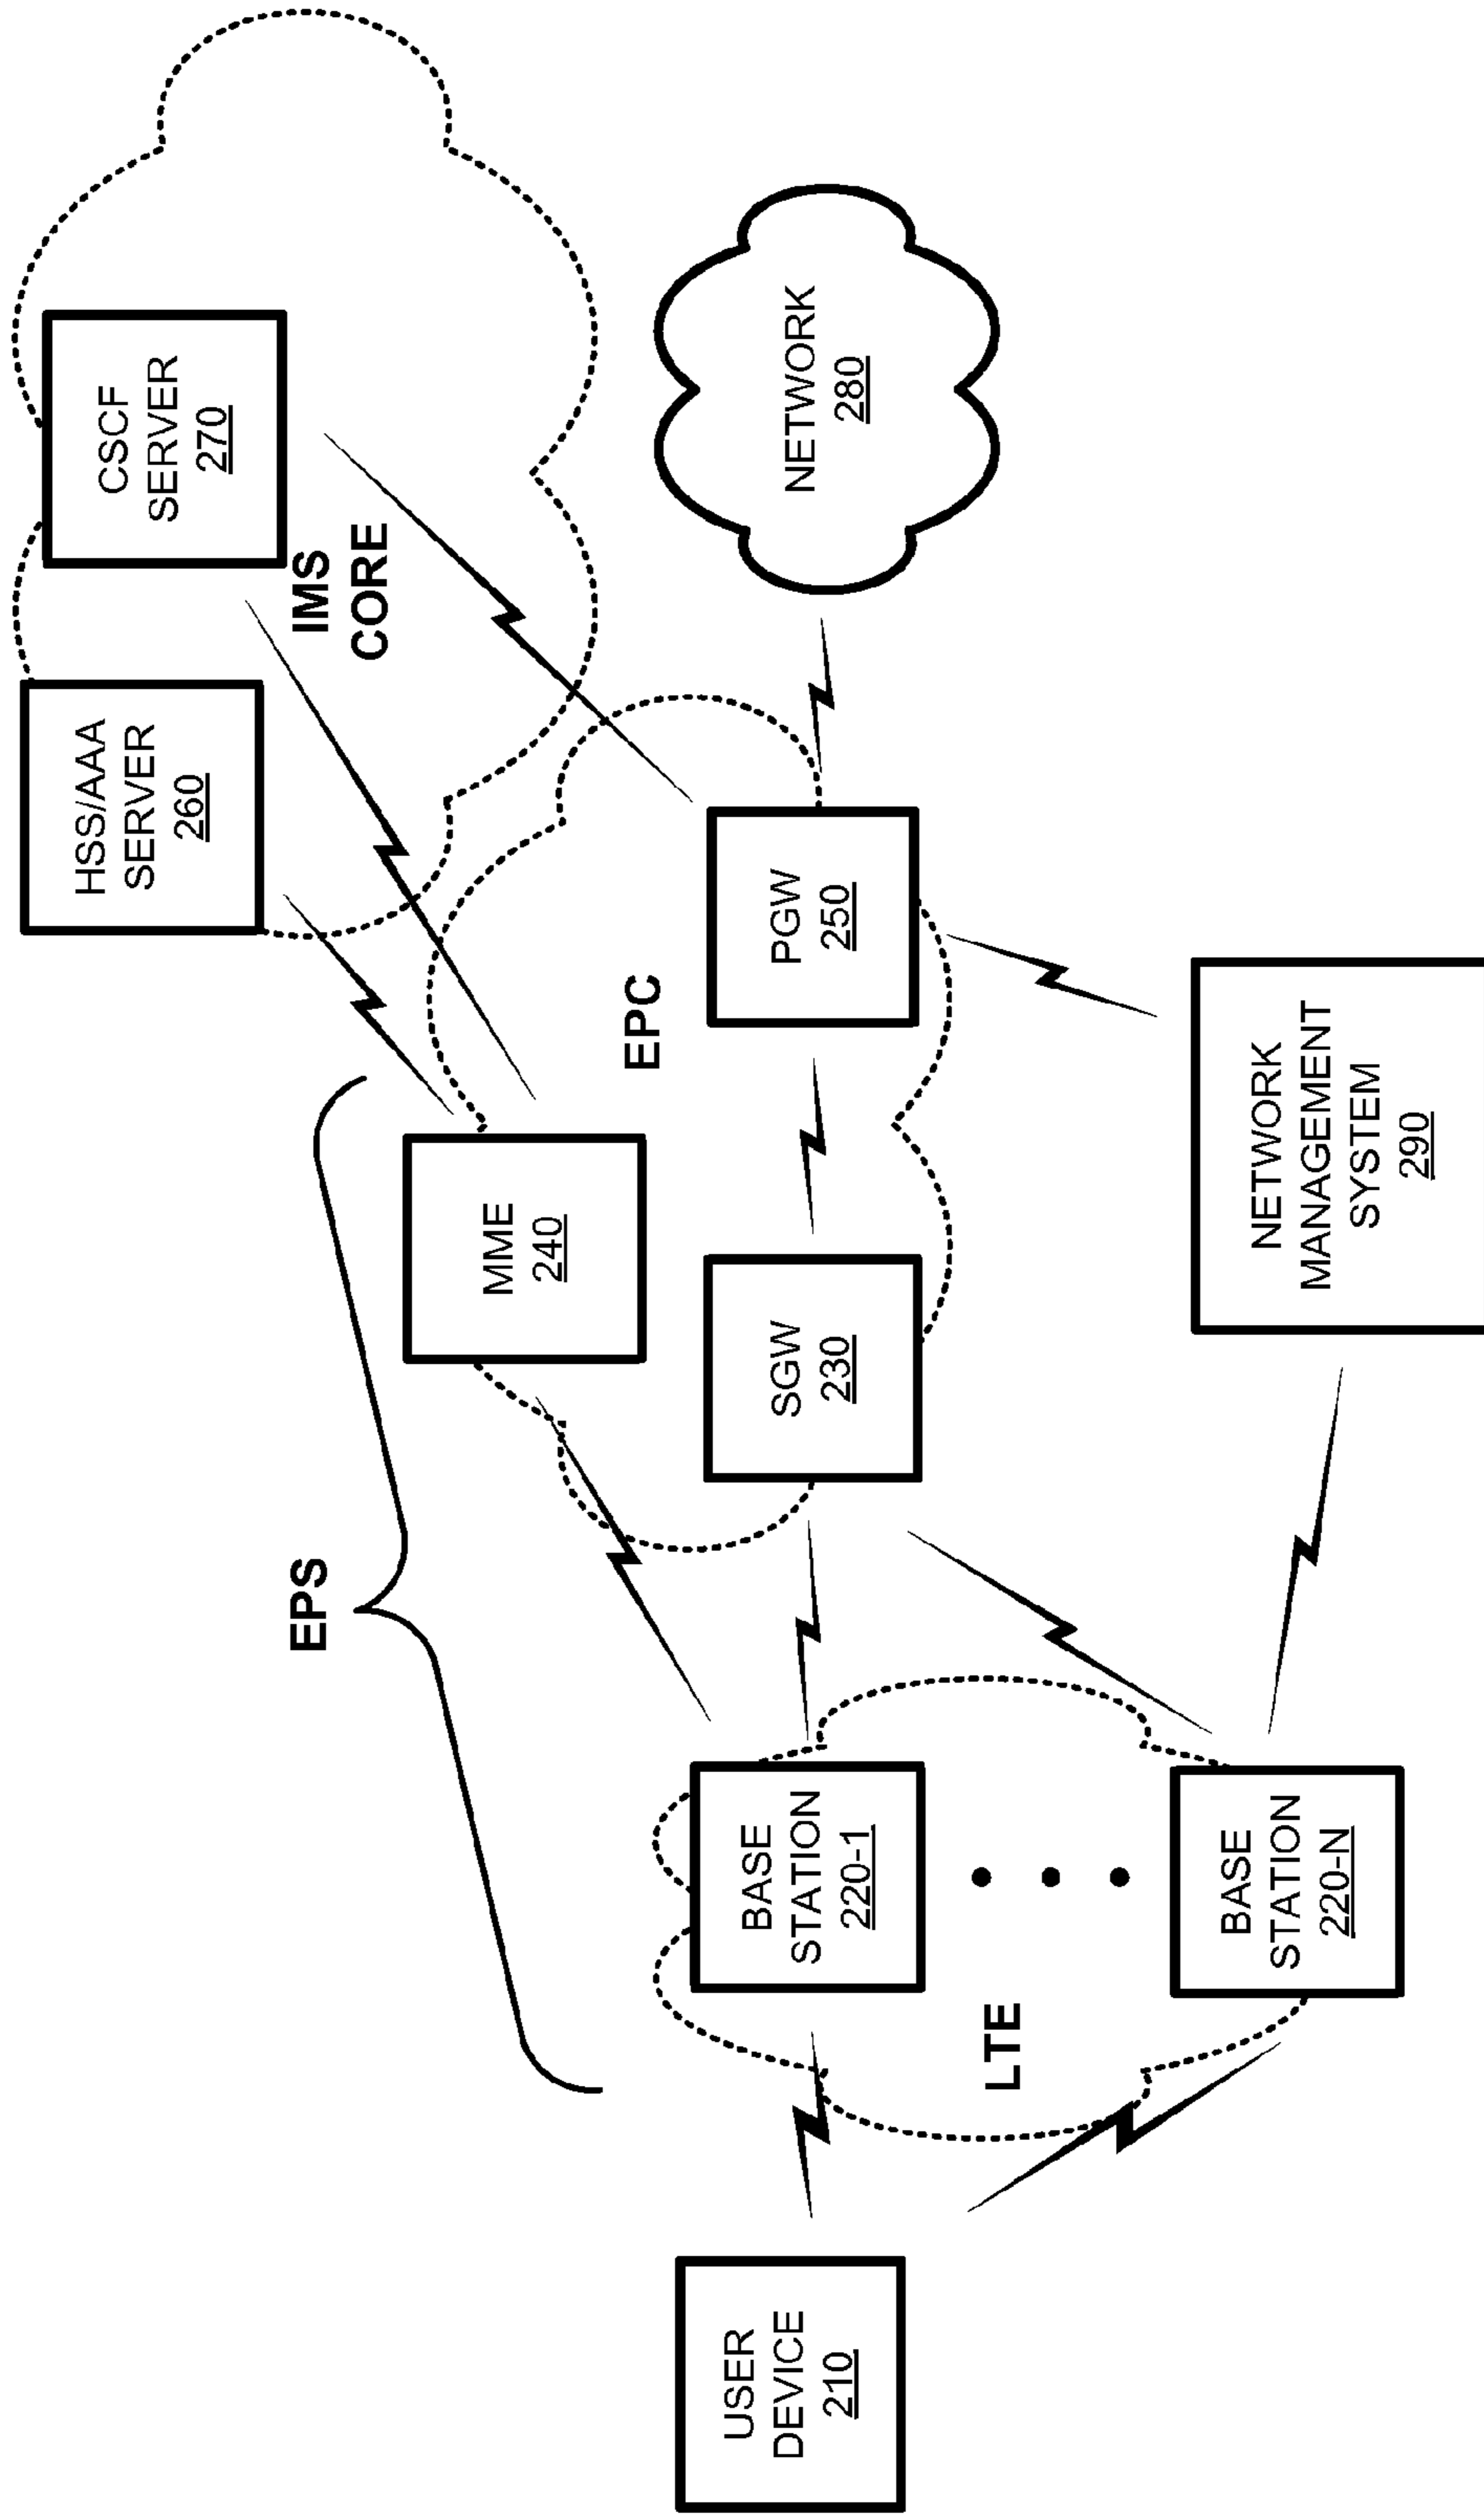 EPS
HSS/AAA
SERVER
260
CSCF
SERVER
270
IMS
CORE
MME
240
EPC
USER
DEVICE
210
BASE
STATION
220-1
SGW
230
PGW
250
NETWORK
280
LTE
BASE
STATION
220-N
NETWORK
MANAGEMENT
SYSTEM
290